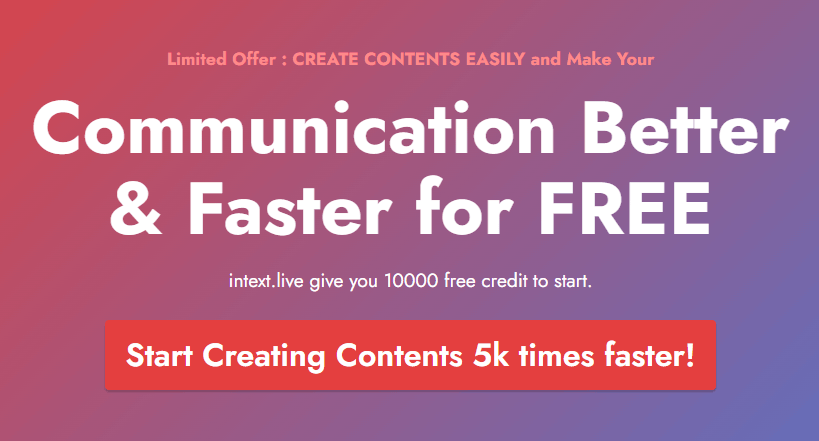 Limited Offer : CREATE CONTENTS EASILY and Make Your
Communication Better
& Faster for FREE
intext.live give you 10000 free credit to start.
Start Creating Contents 5k times faster!